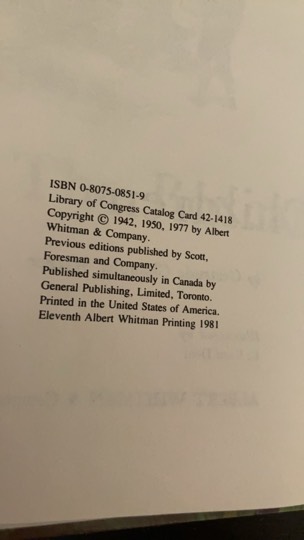 ISBN 0-8075-0851-9
Library of Congress Catalog Card 42-1418
Copyright © 1942, 1950, 1977 by Albert
Whitman & Company.
Previous editions published by Scott,
Foresman and Company.
Published simultaneously in Canada by
General Publishing, Limited, Toronto.
Printed in the United States of America.
Eleventh Albert Whitman Printing 1981